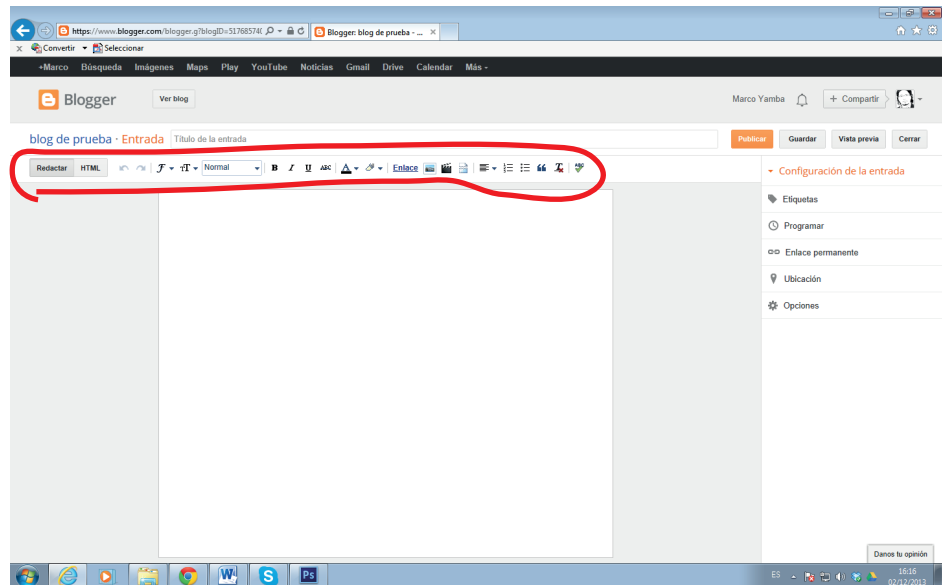 https://www.blogger.com/blogger.g?blogID=51768574( Blogger: blog de prueba - ... ×
x Convertir Seleccionar
+Marco Búsqueda Imágenes Maps Play YouTube Noticias Gmail Drive Calendar Más
Blogger Ver blog Marco Yamba + Compartir
blog de prueba · Entrada Título de la entrada Publicar Guardar Vista previa Cerrar
Redactar HTML Normal B I U ABC A Enlace
Configuración de la entrada
Etiquetas
Programar
Enlace permanente
Ubicación
Opciones
Danos tu opinión
W S Ps ES 16:16
02/12/2013